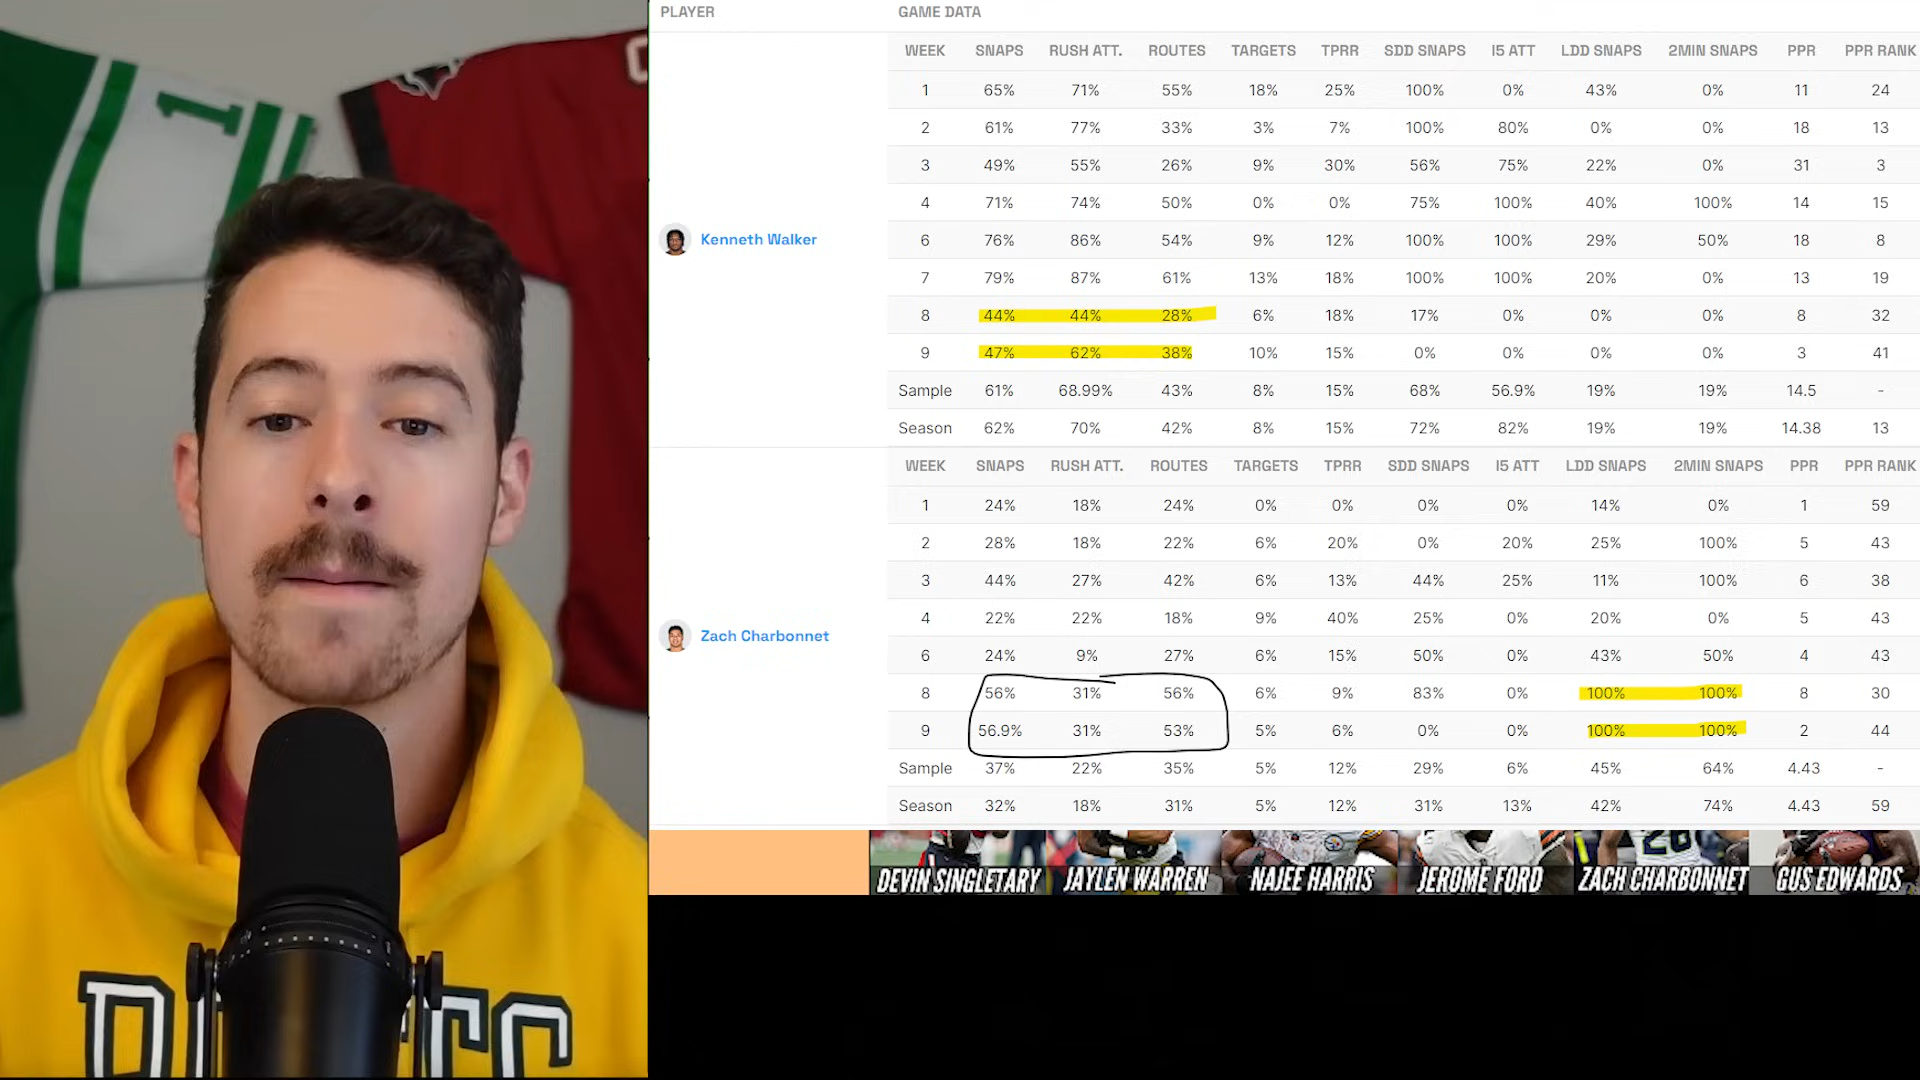 PLAYER GAME DATA
WEEK SNAPS RUSH ATT. ROUTES TARGETS TPRR SDD SNAPS I5 ATT LDD SNAPS 2MIN SNAPS PPR PPR RANK
1 65% 71% 55% 18% 25% 100% 0% 43% 0% 11 24
2 61% 77% 33% 3% 7% 100% 80% 0% 0% 18 13
3 49% 55% 26% 9% 30% 56% 75% 22% 0% 31 3
4 71% 74% 50% 0% 0% 75% 100% 40% 100% 14 15
Kenneth Walker
6 76% 86% 54% 9% 12% 100% 100% 29% 50% 18 8
7 79% 87% 61% 13% 18% 100% 100% 20% 0% 13 19
8 44% 44% 28% 6% 18% 17% 0% 0% 0% 8 32
9 47% 62% 38% 10% 15% 0% 0% 0% 0% 3 41
Sample 61% 68.99% 43% 8% 15% 68% 56.9% 19% 19% 14.5 -
Season 62% 70% 42% 8% 15% 72% 82% 19% 19% 14.38 13
WEEK SNAPS RUSH ATT. ROUTES TARGETS TPRR SDD SNAPS I5 ATT LDD SNAPS 2MIN SNAPS PPR PPR RANK
1 24% 18% 24% 0% 0% 0% 0% 14% 0% 1 59
2 28% 18% 22% 6% 20% 0% 20% 25% 100% 5 43
3 44% 27% 42% 6% 13% 44% 25% 11% 100% 6 38
4 22% 22% 18% 9% 40% 25% 0% 20% 0% 5 43
Zach Charbonnet
6 24% 9% 27% 6% 15% 50% 0% 43% 50% 4 43
8 56% 31% 56% 6% 9% 83% 0% 100% 100% 8 30
9 56.9% 31% 53% 5% 6% 0% 0% 100% 100% 2 44
Sample 37% 22% 35% 5% 12% 29% 6% 45% 64% 4.43 -
Season 32% 18% 31% 5% 12% 31% 13% 42% 74% 4.43 59
DEVIN SINGLETARY JAYLEN WARREN NAJEE HARRIS JEROME FORD ZACH CHARBONNET GUS EDWARDS